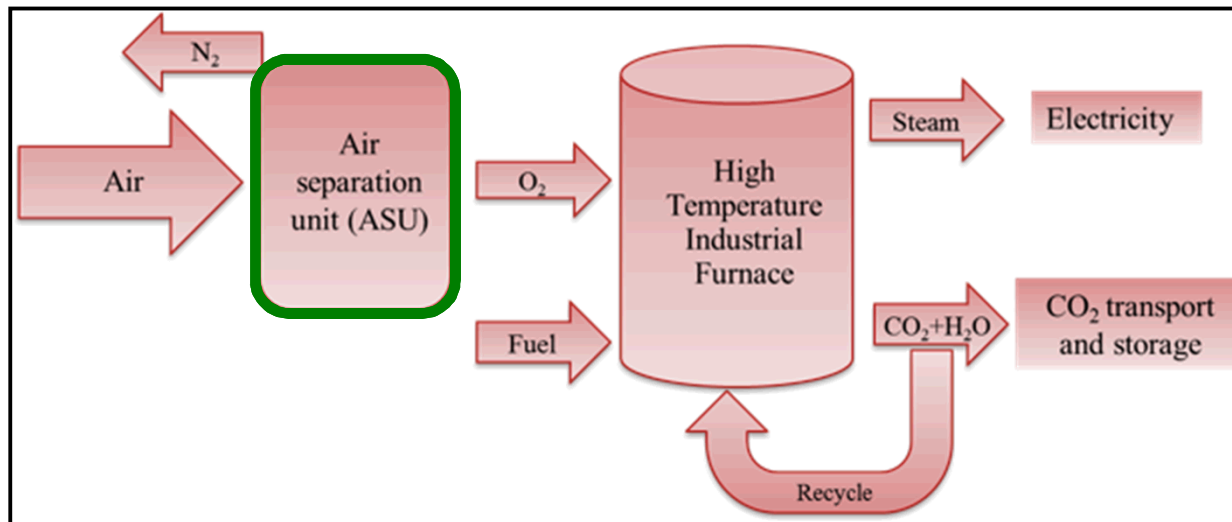 N₂
Air
Air
separation
unit (ASU)
O₂
Fuel
High
Temperature
Industrial
Furnace
Steam
Electricity
CO₂+H₂O
CO₂ transport
and storage
Recycle